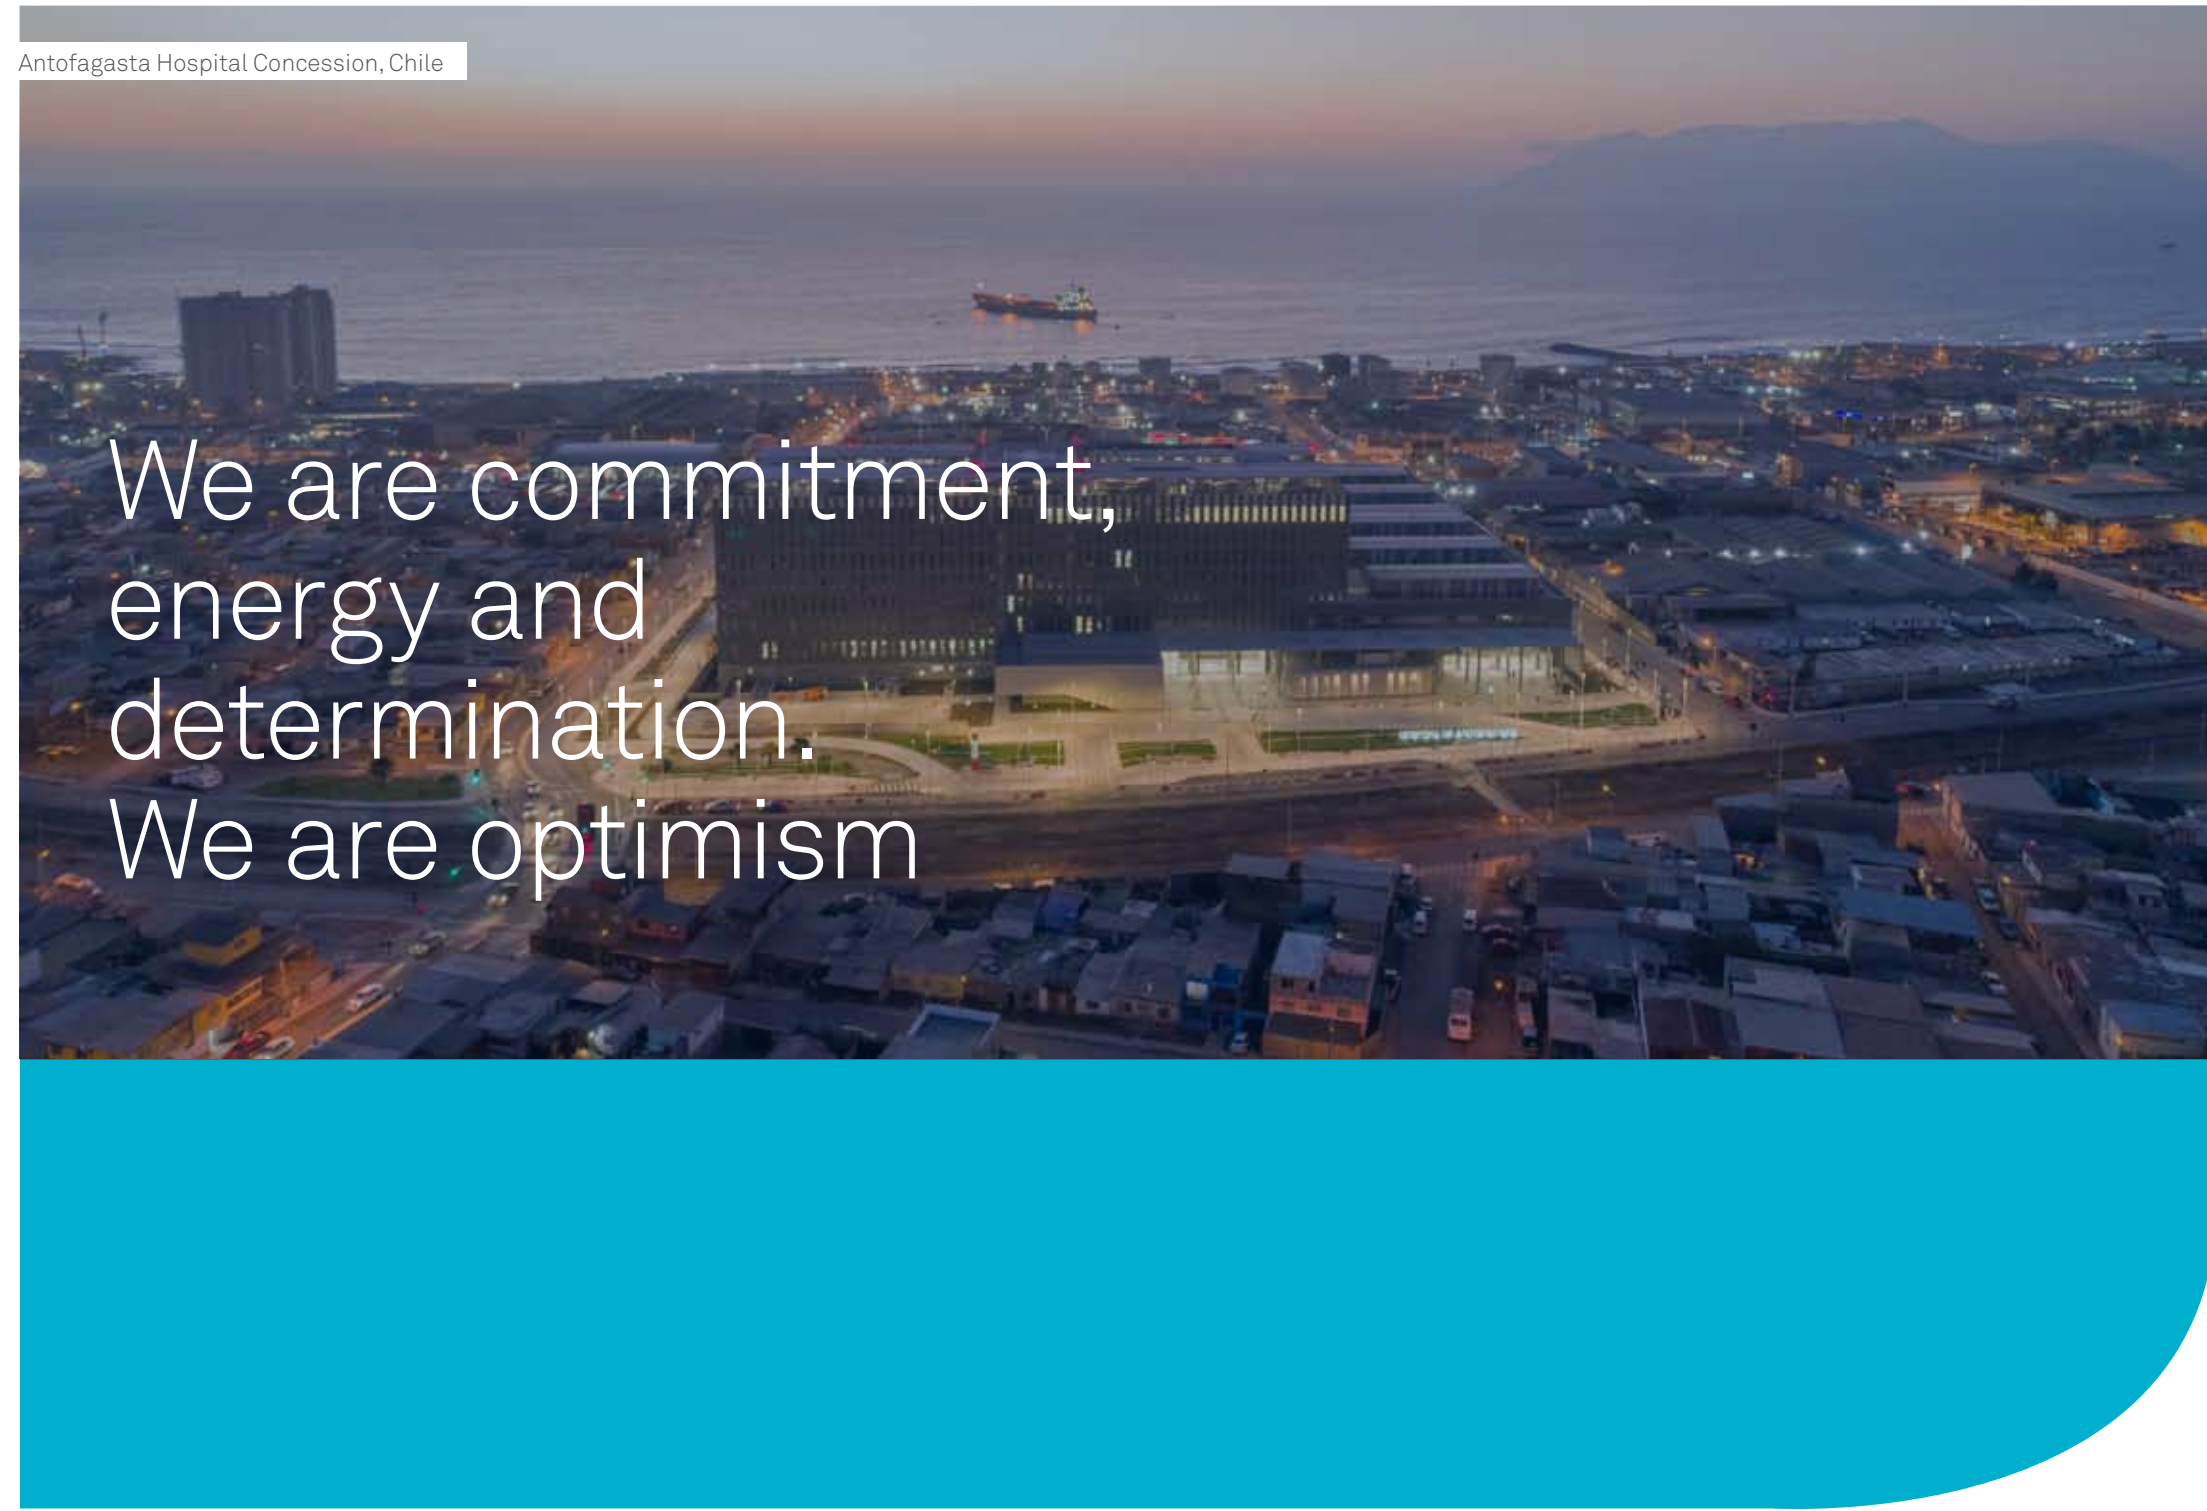 Antofagasta Hospital Concession, Chile
We are commitment,
energy and
determination.
We are optimism